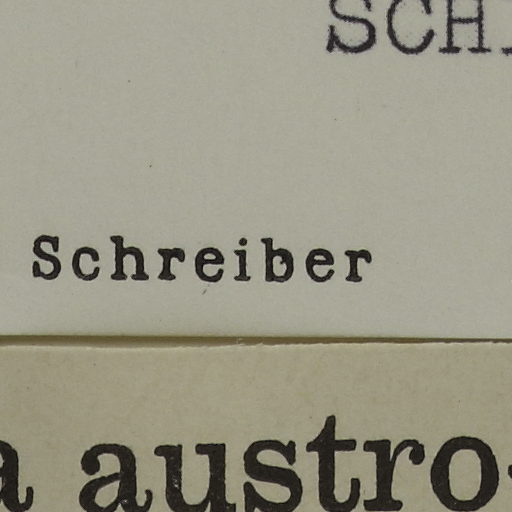 SCH
Schreiber
a austro-